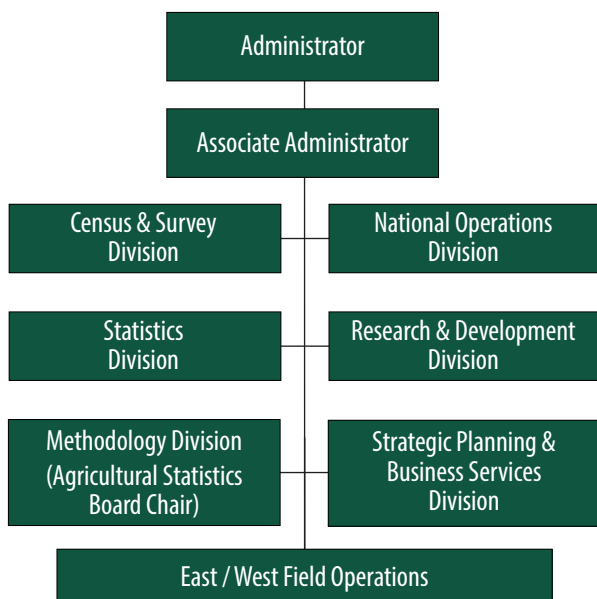 Administrator
Associate Administrator
Census & Survey
Division
National Operations
Division
Statistics
Division
Research & Development
Division
Methodology Division
(Agricultural Statistics
Board Chair)
Strategic Planning &
Business Services
Division
East / West Field Operations